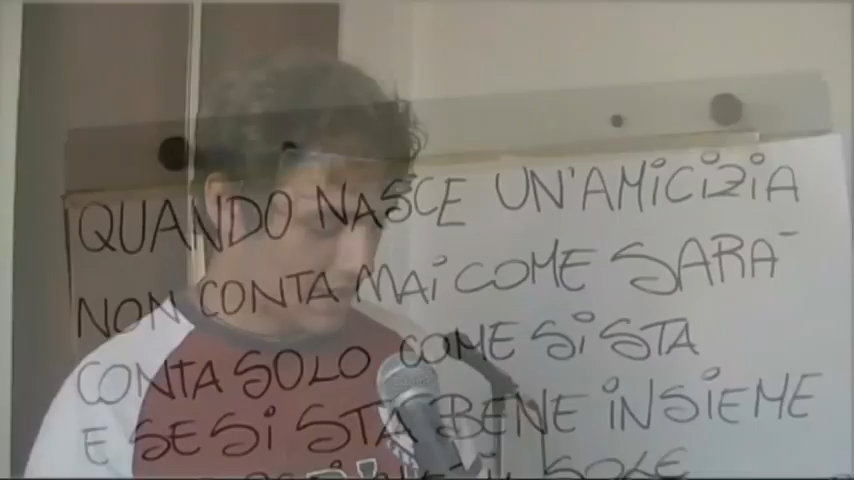 QUANDO NASCE UN'AMICIZIA
NON CONTA MAI COME SARÀ
CONTA SOLO COME SI STA
E SE SI STA BENE INSIEME
SOLE